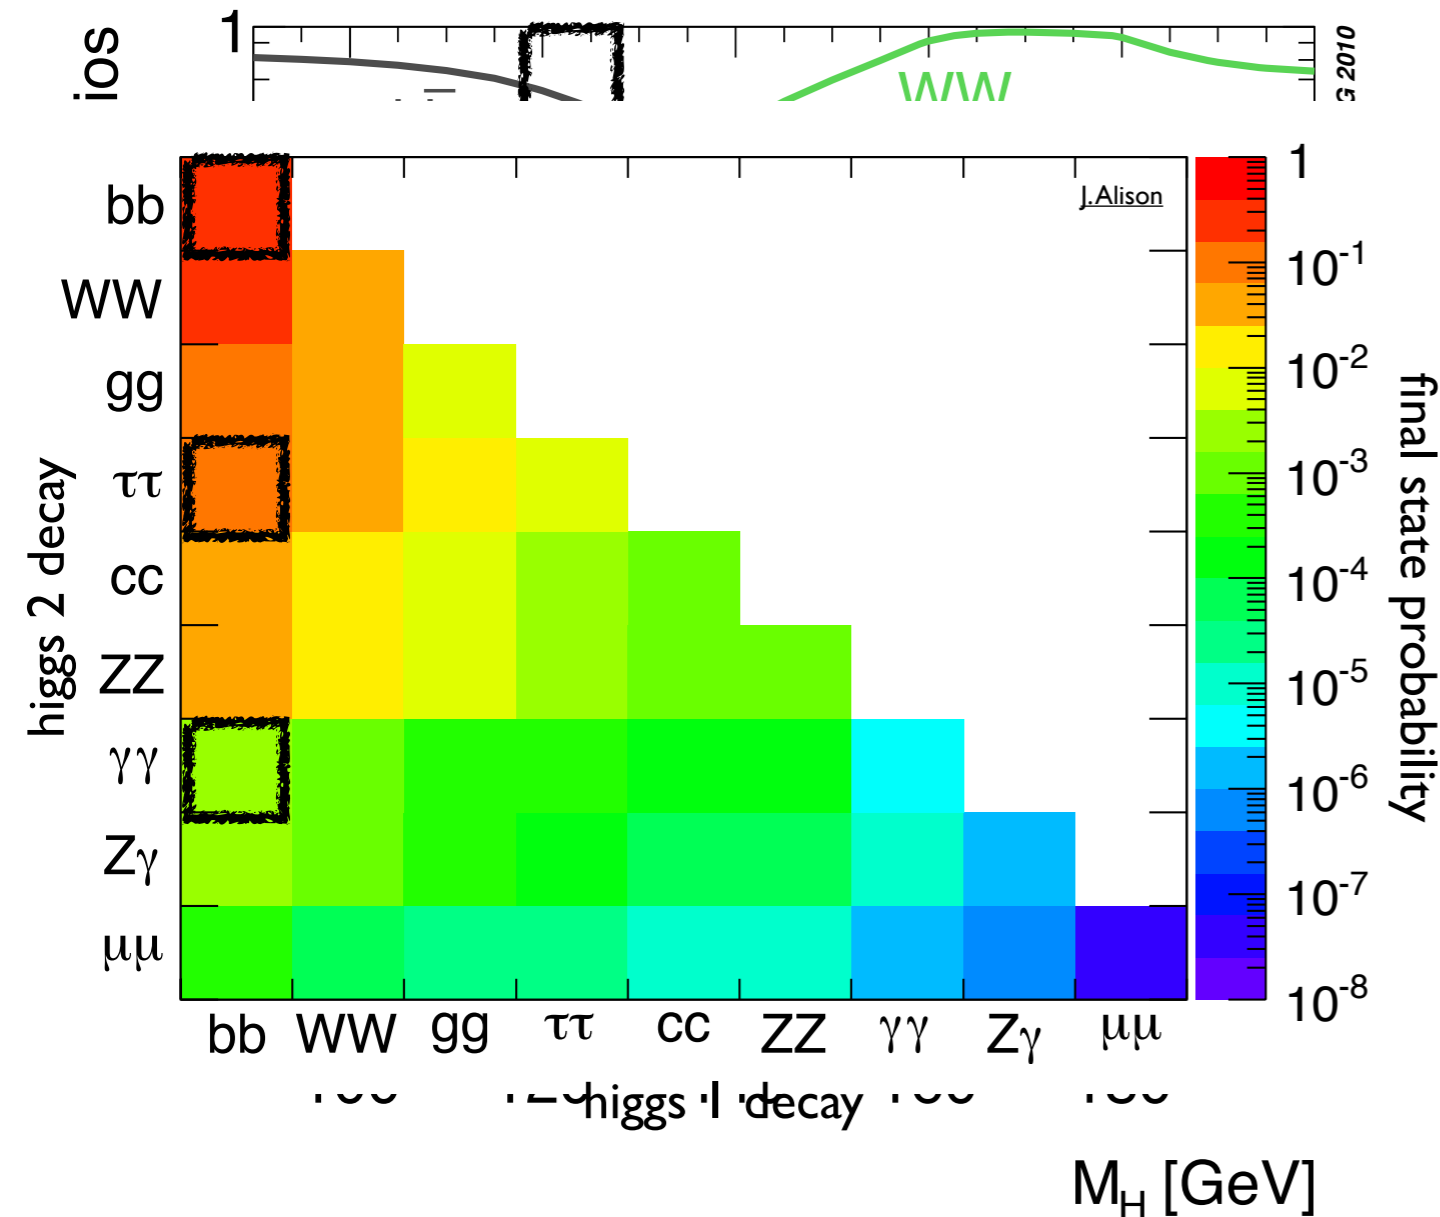 1
ios
WW
G 2010
J.Alison
bb
WW
gg
ττ
cc
ZZ
γγ
Zγ
μμ
higgs 2 decay
1
10⁻¹
10⁻²
10⁻³
10⁻⁴
10⁻⁵
10⁻⁶
10⁻⁷
10⁻⁸
final state probability
bb WW gg ττ cc ZZ γγ Zγ μμ
higgs 1 decay
M_H [GeV]